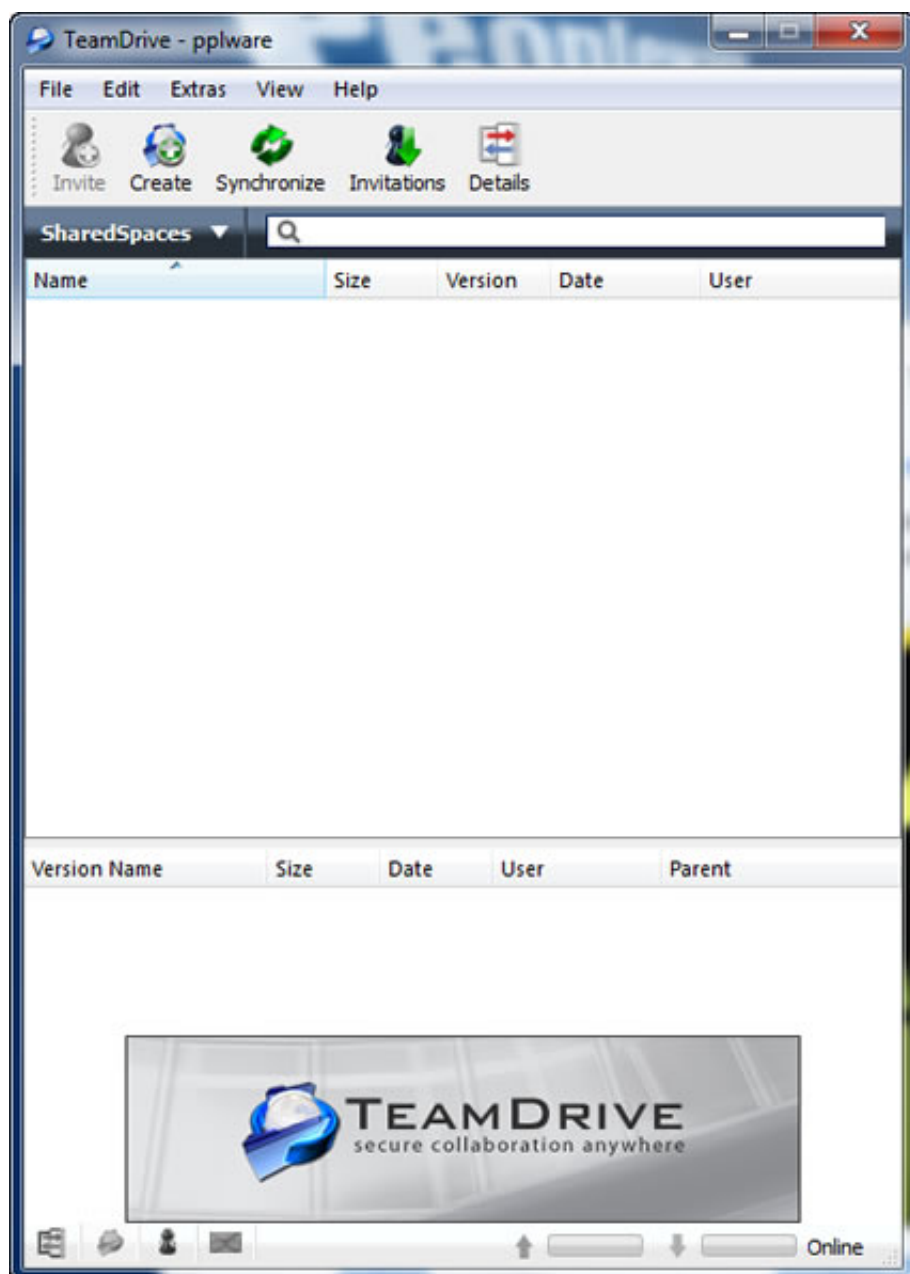 TeamDrive - pplware
File Edit Extras View Help
Invite Create Synchronize Invitations Details
SharedSpaces
Name Size Version Date User
Version Name Size Date User Parent
TEAMDRIVE
secure collaboration anywhere
Online